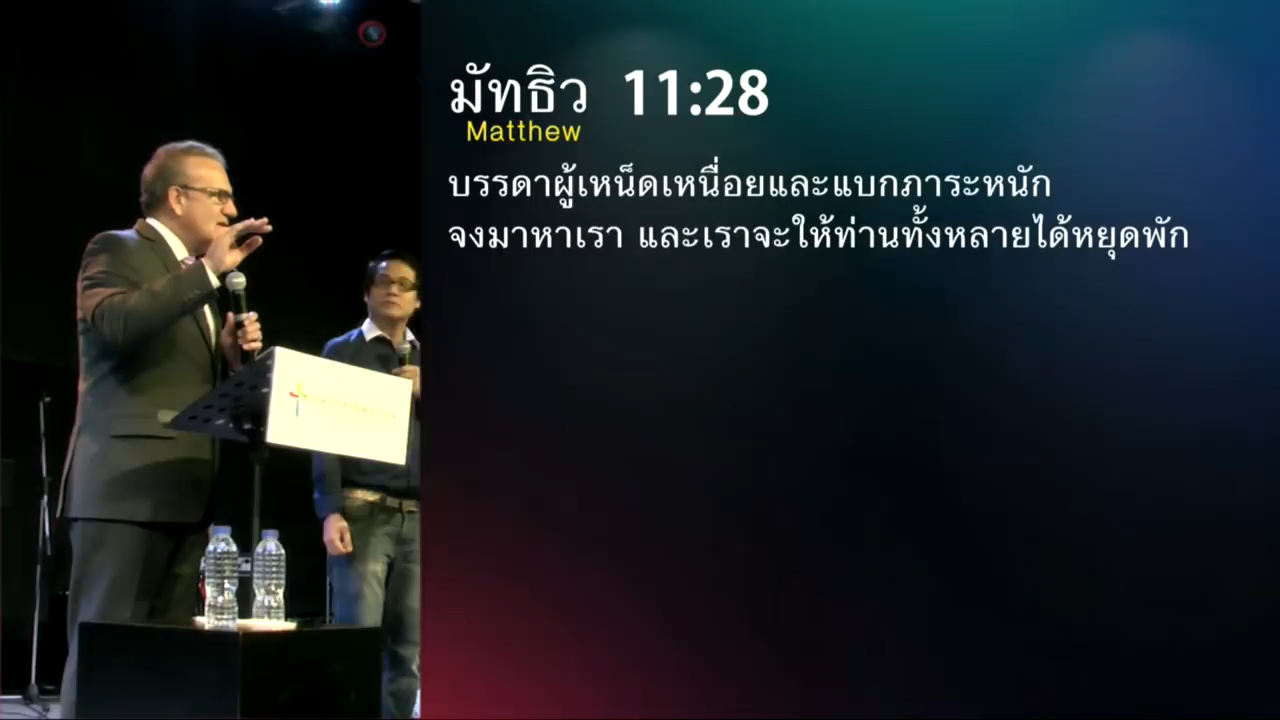 มัทธิว 11:28
Matthew
บรรดาผู้เหน็ดเหนื่อยและแบกภาระหนัก
จงมาหาเรา และเราจะให้ท่านทั้งหลายได้หยุดพัก